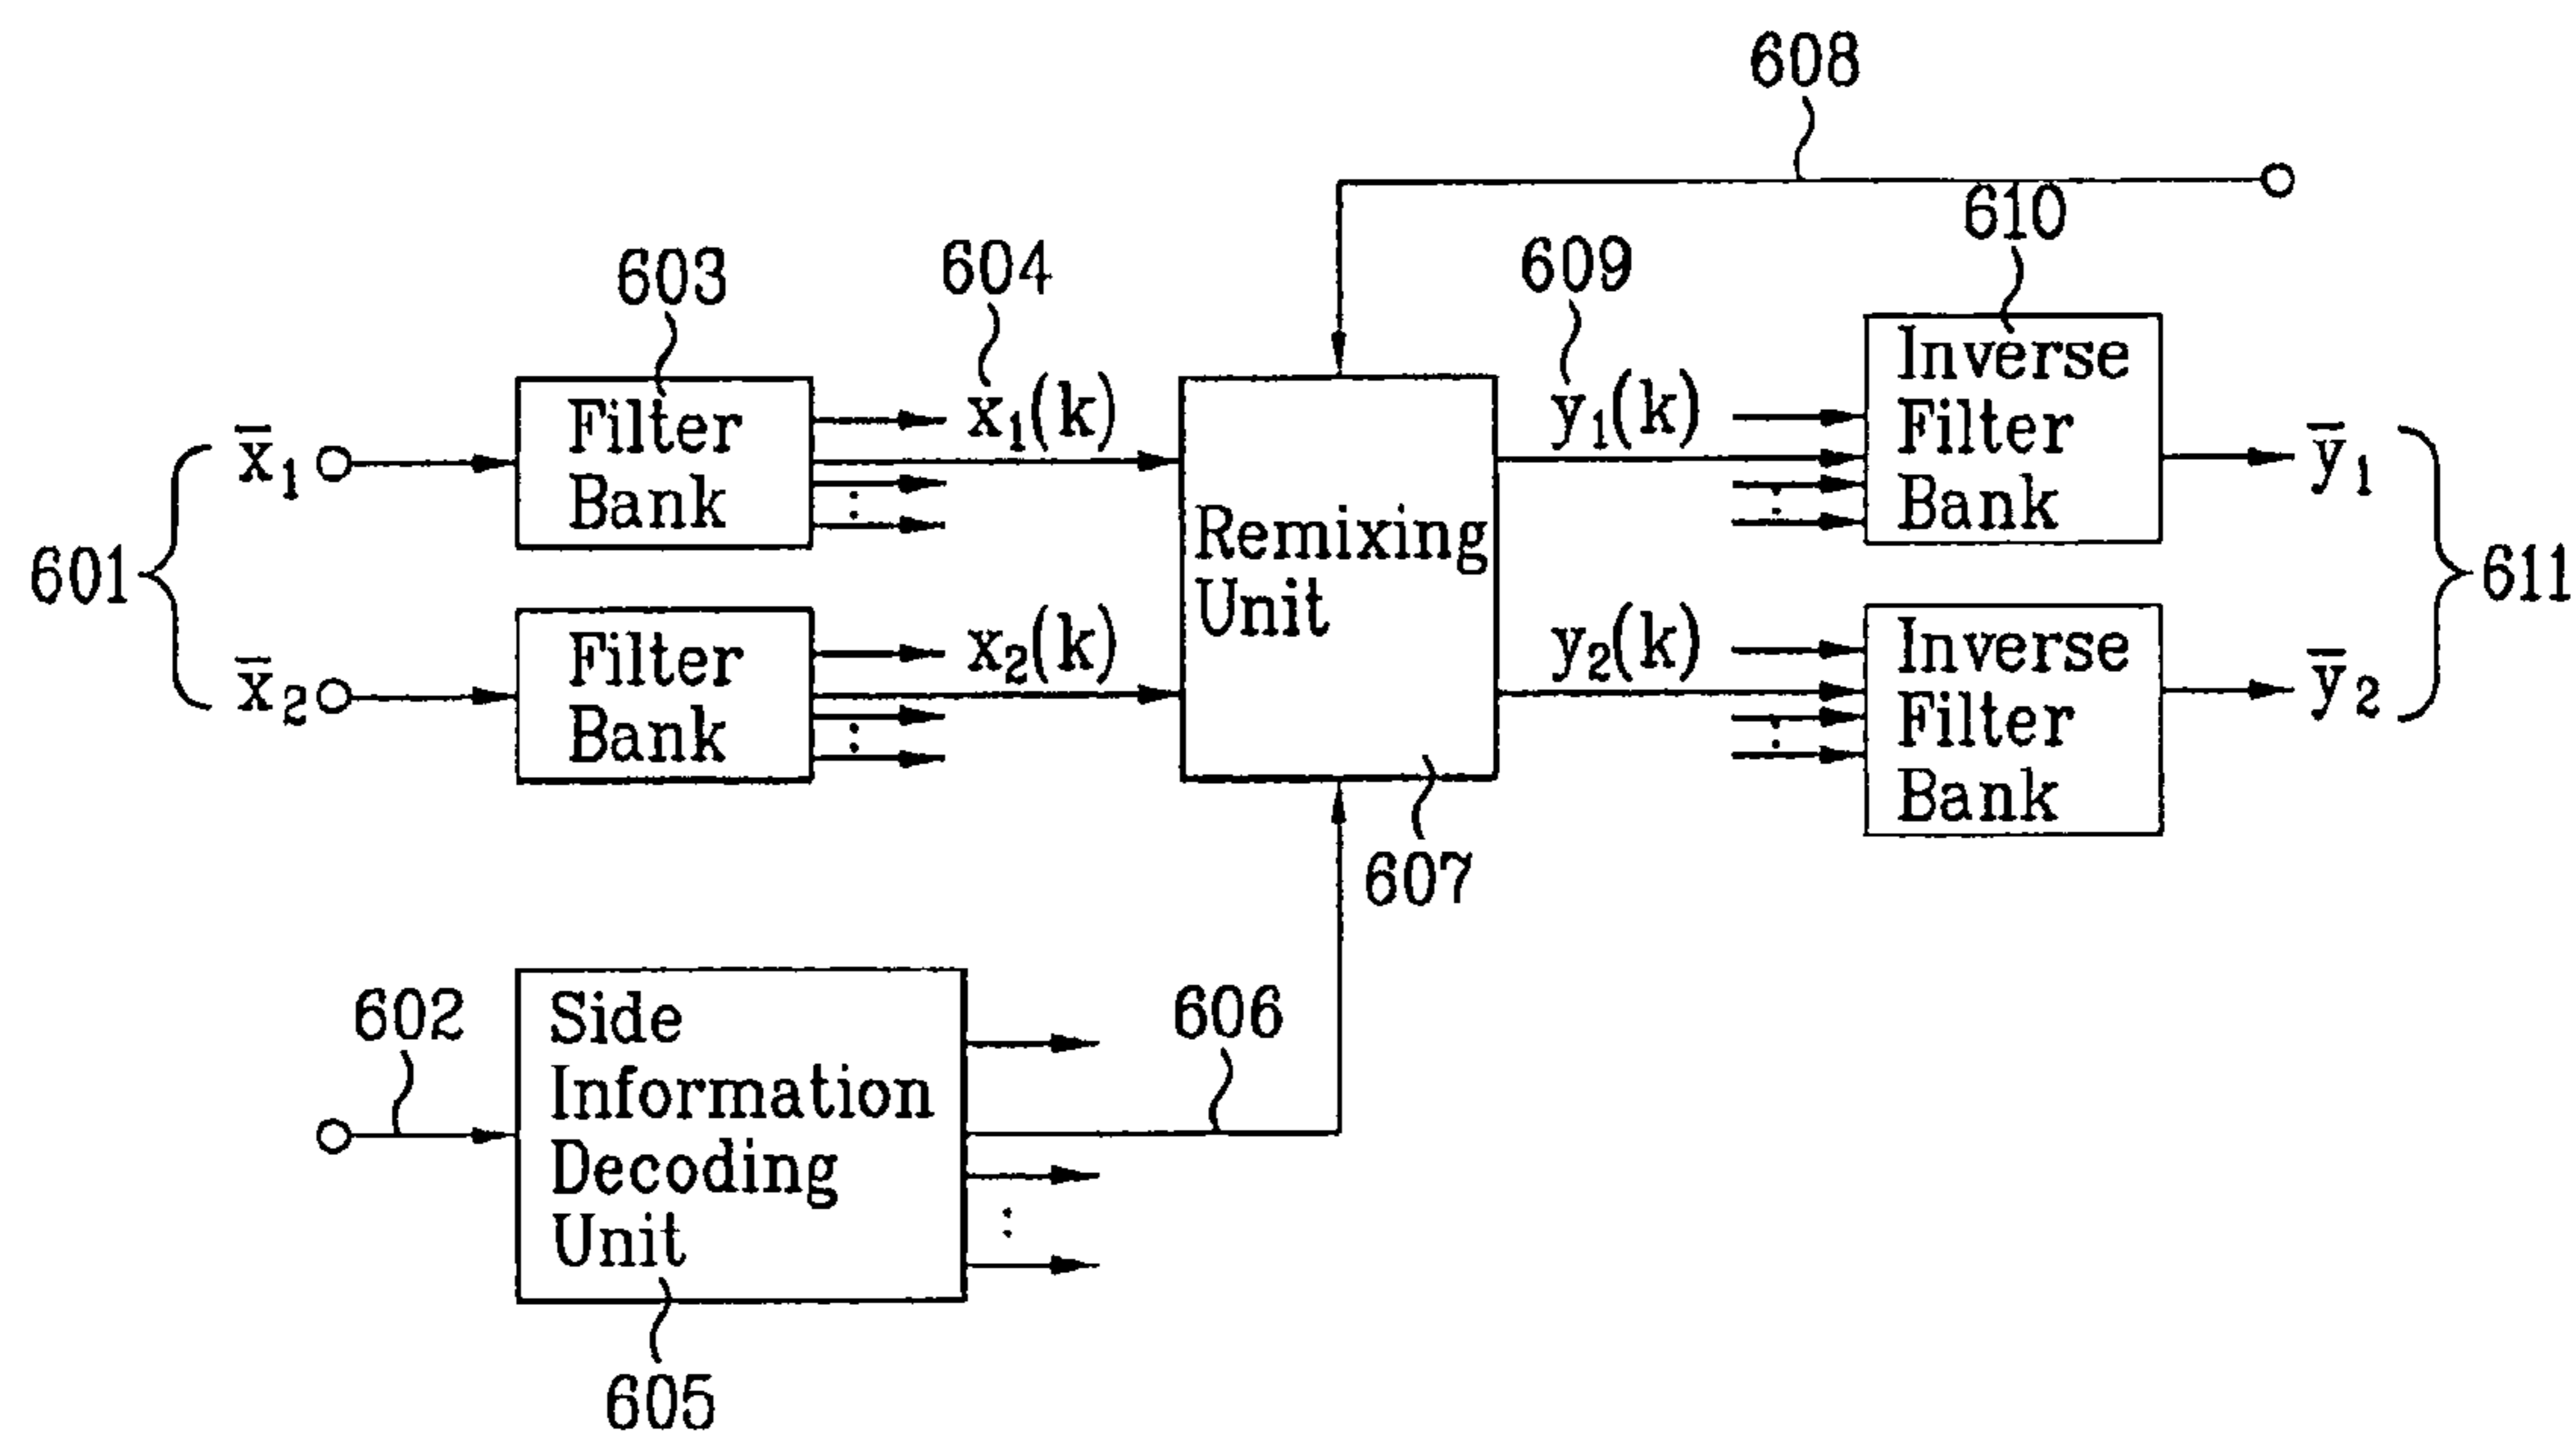 608
610
603
604
609
Filter
Bank
x̄₁
x₁(k)
y₁(k)
Inverse
Filter
Bank
ȳ₁
601
Remixing
Unit
611
x̄₂
Filter
Bank
x₂(k)
y₂(k)
Inverse
Filter
Bank
ȳ₂
607
602
Side
Information
Decoding
Unit
606
605